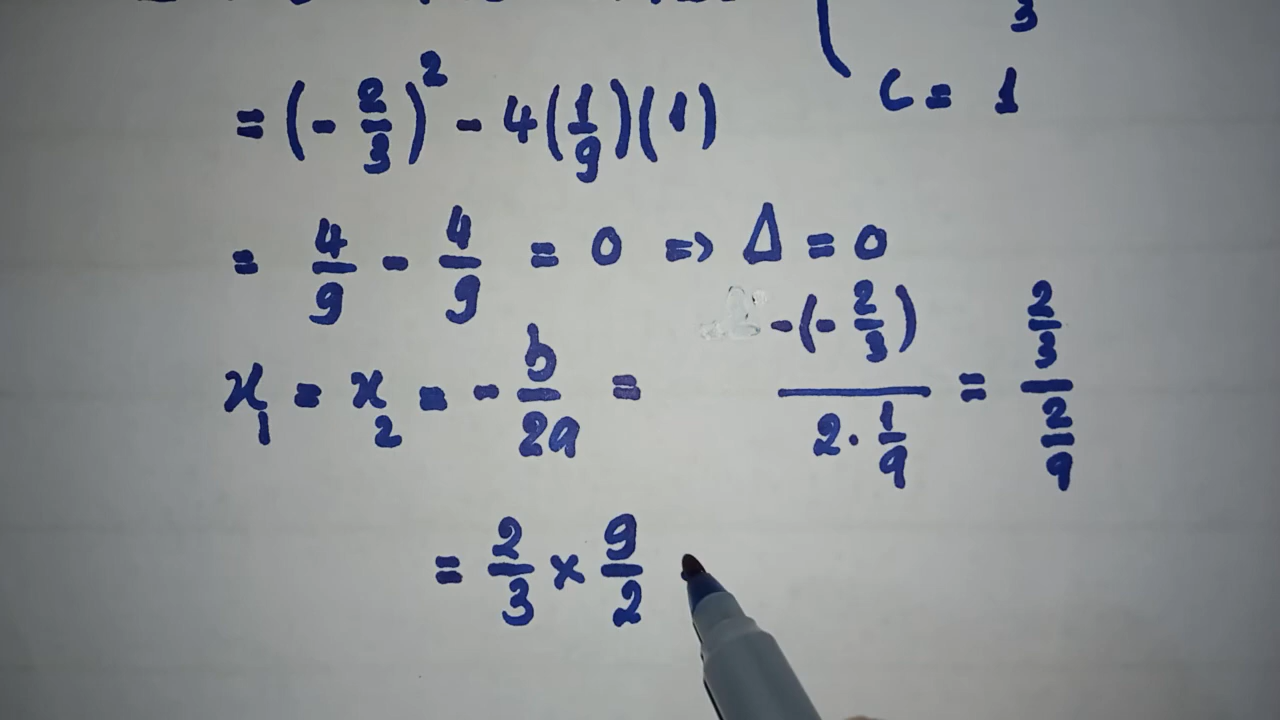 3
= (- 2/3)² - 4(1/9)(1)
C = 1
= 4/9 - 4/9 = 0 => Δ = 0
x₁ = x₂ = - b/2a = -(- 2/3) / 2 · 1/9 = 2/3 / 2/9
= 2/3 × 9/2